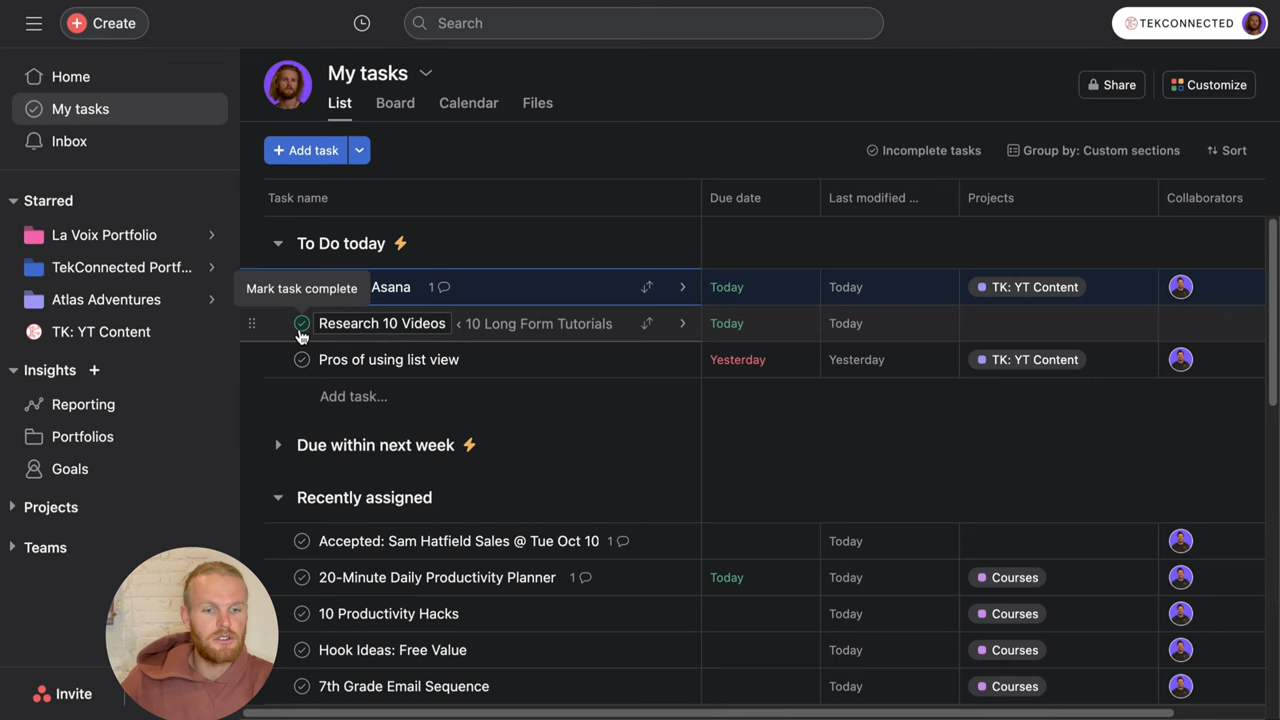 Create
Search
TEKCONNECTED
Home
My tasks
Inbox
Starred
La Voix Portfolio
TekConnected Portf...
Atlas Adventures
TK: YT Content
Insights
Reporting
Portfolios
Goals
Projects
Teams
Invite
My tasks
List Board Calendar Files
Share
Customize
+ Add task
Incomplete tasks
Group by: Custom sections
Sort
Task name Due date Last modified ... Projects Collaborators
To Do today
Mark task complete
Asana 1 Today Today TK: YT Content
Research 10 Videos ‹ 10 Long Form Tutorials Today Today
Pros of using list view Yesterday Yesterday TK: YT Content
Add task...
Due within next week
Recently assigned
Accepted: Sam Hatfield Sales @ Tue Oct 10 1 Today
20-Minute Daily Productivity Planner 1 Today Today Courses
10 Productivity Hacks Today Courses
Hook Ideas: Free Value Today Courses
7th Grade Email Sequence Today Courses